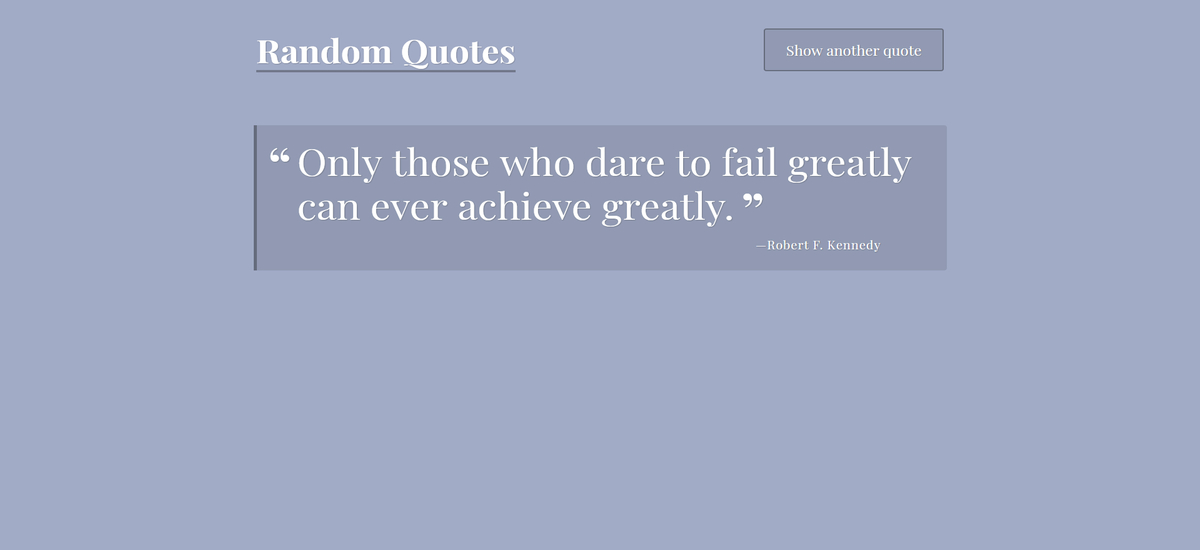 Random Quotes
Show another quote
“ Only those who dare to fail greatly
can ever achieve greatly. ”
—Robert F. Kennedy